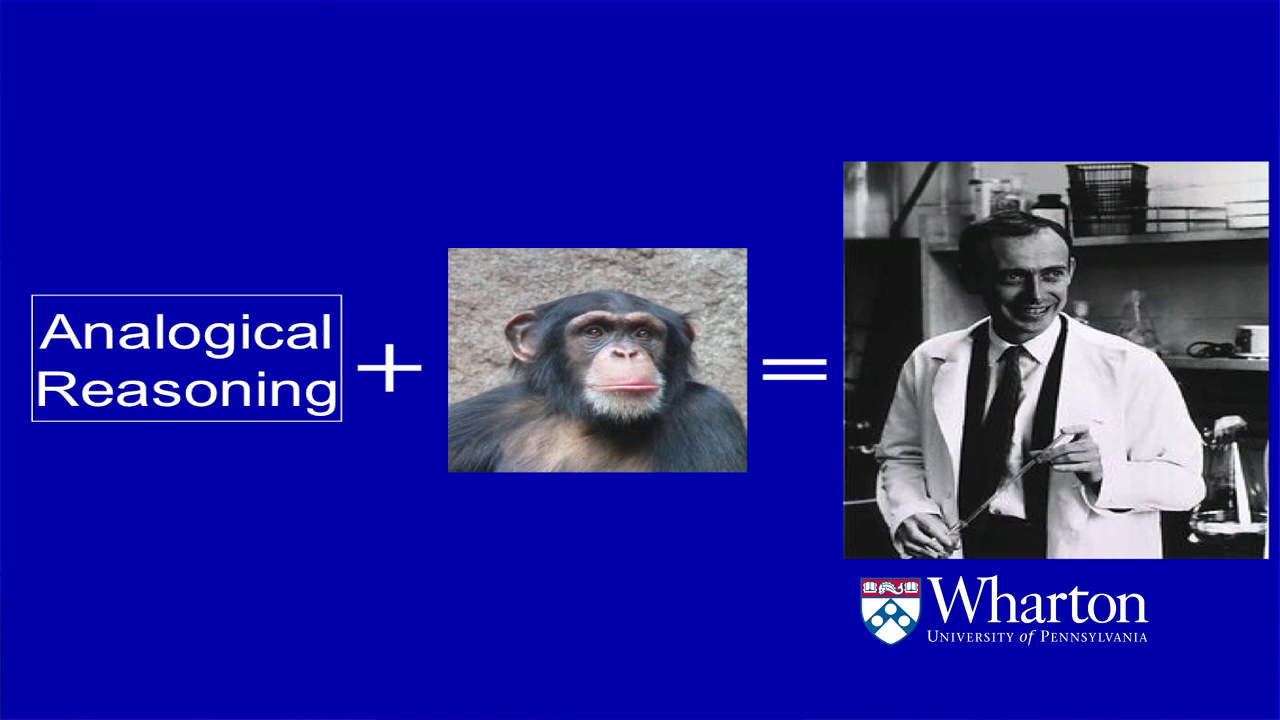 Analogical
Reasoning
+
=
Wharton
UNIVERSITY of PENNSYLVANIA